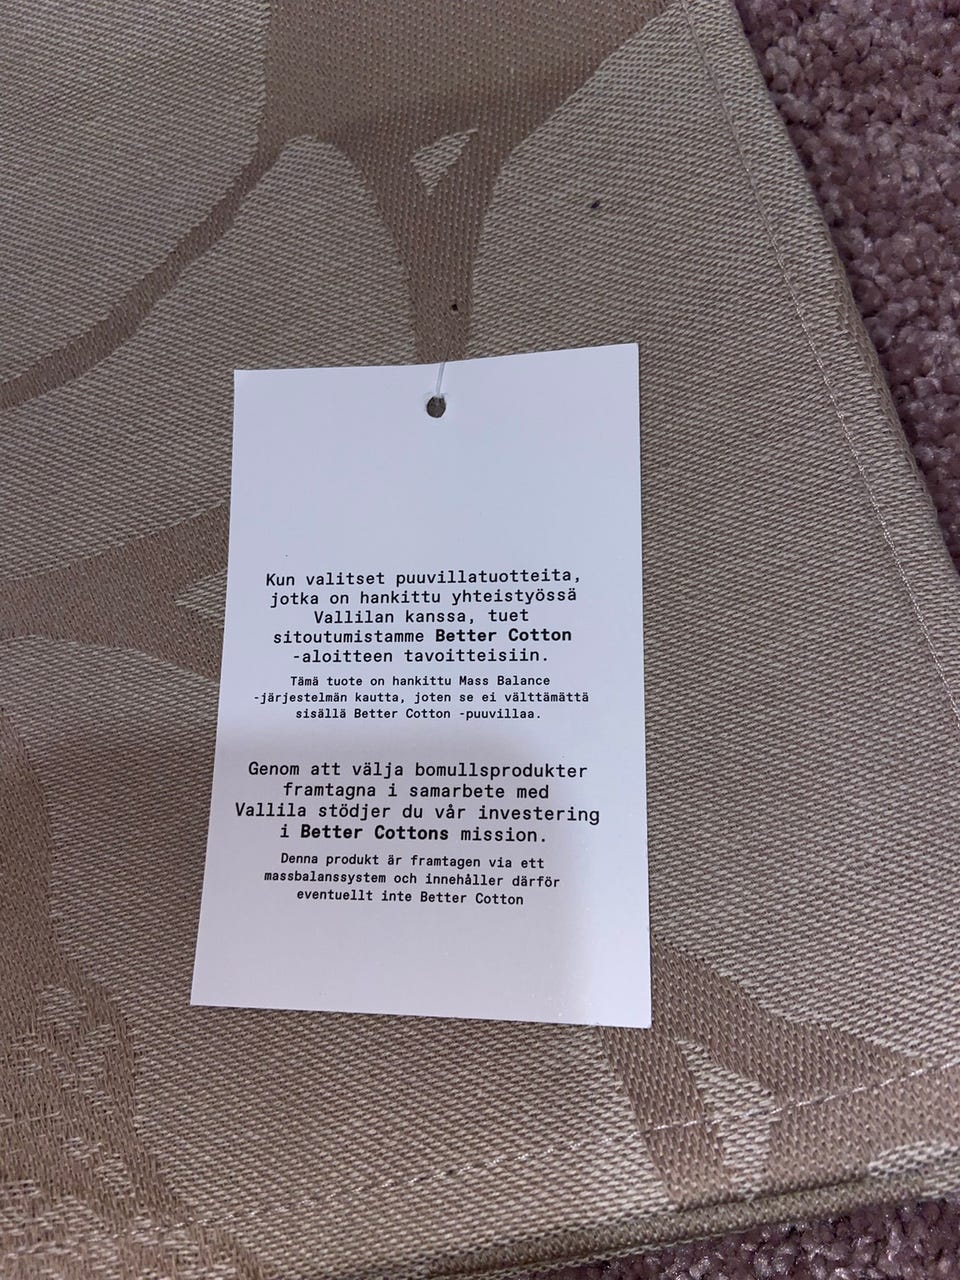 Kun valitset puuvillatuotteita,
jotka on hankittu yhteistyössä
Vallilan kanssa, tuet
sitoutumistamme Better Cotton
-aloitteen tavoitteisiin.
Tämä tuote on hankittu Mass Balance
-järjestelmän kautta, joten se ei välttämättä
sisällä Better Cotton -puuvillaa.
Genom att välja bomullsprodukter
framtagna i samarbete med
Vallila stödjer du vår investering
i Better Cottons mission.
Denna produkt är framtagen via ett
massbalanssystem och innehåller därför
eventuellt inte Better Cotton